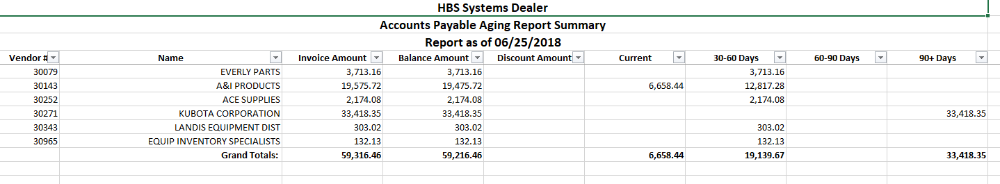 HBS Systems Dealer
Accounts Payable Aging Report Summary
Report as of 06/25/2018
Vendor # Name Invoice Amount Balance Amount Discount Amount Current 30-60 Days 60-90 Days 90+ Days
30079 EVERLY PARTS 3,713.16 3,713.16 3,713.16
30143 A&I PRODUCTS 19,575.72 19,475.72 6,658.44 12,817.28
30252 ACE SUPPLIES 2,174.08 2,174.08 2,174.08
30271 KUBOTA CORPORATION 33,418.35 33,418.35 33,418.35
30343 LANDIS EQUIPMENT DIST 303.02 303.02 303.02
30965 EQUIP INVENTORY SPECIALISTS 132.13 132.13 132.13
Grand Totals: 59,316.46 59,216.46 6,658.44 19,139.67 33,418.35